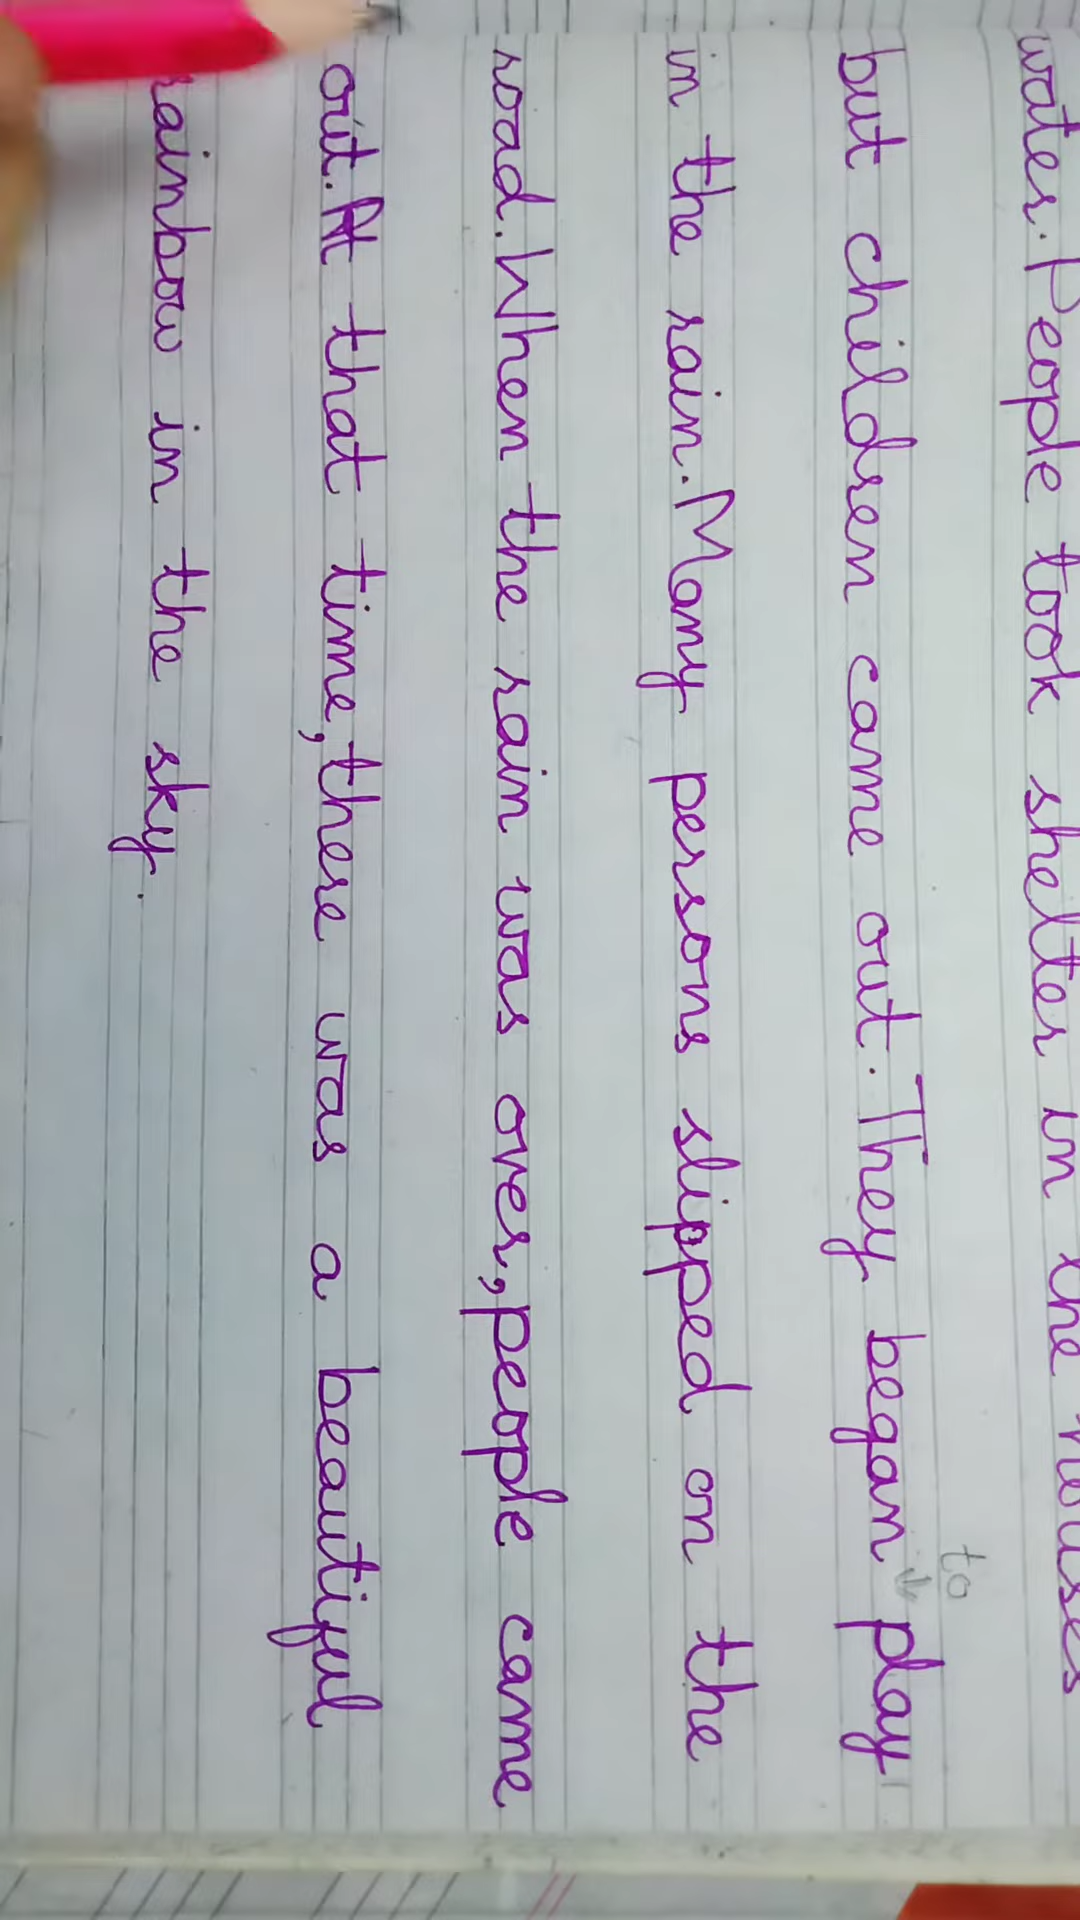 water. People took shelter in the houses
but children came out. They began to play
in the rain. Many persons slipped on the
road. When the rain was over, people came
out. At that time, there was a beautiful
rainbow in the sky.